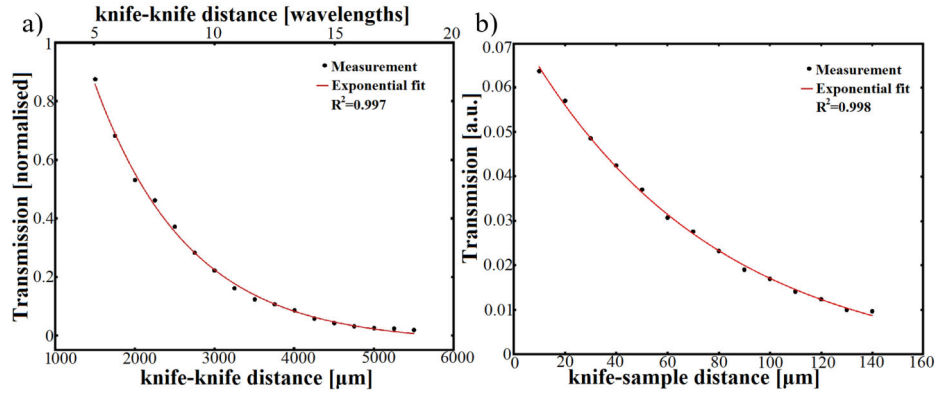 a)
knife-knife distance [wavelengths]
5 10 15 20
Transmission [normalised]
1
0.8
0.6
0.4
0.2
0
Measurement
Exponential fit
R²=0.997
1000 2000 3000 4000 5000 6000
knife-knife distance [µm]
b)
Transmision [a.u.]
0.07
0.06
0.05
0.04
0.03
0.02
0.01
0
Measurement
Exponential fit
R²=0.998
0 20 40 60 80 100 120 140 160
knife-sample distance [µm]